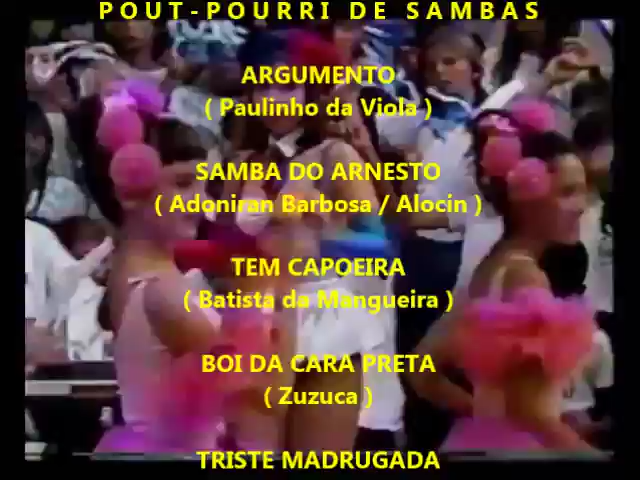 POUT-POURRI DE SAMBAS
ARGUMENTO
( Paulinho da Viola )
SAMBA DO ARNESTO
( Adoniran Barbosa / Alocin )
TEM CAPOEIRA
( Batista da Mangueira )
BOI DA CARA PRETA
( Zuzuca )
TRISTE MADRUGADA